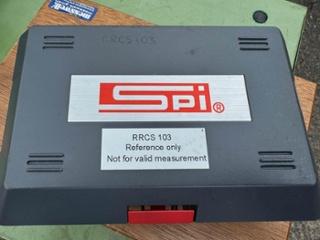 RRCS 103
Spi®
RRCS 103
Reference only
Not for valid measurement